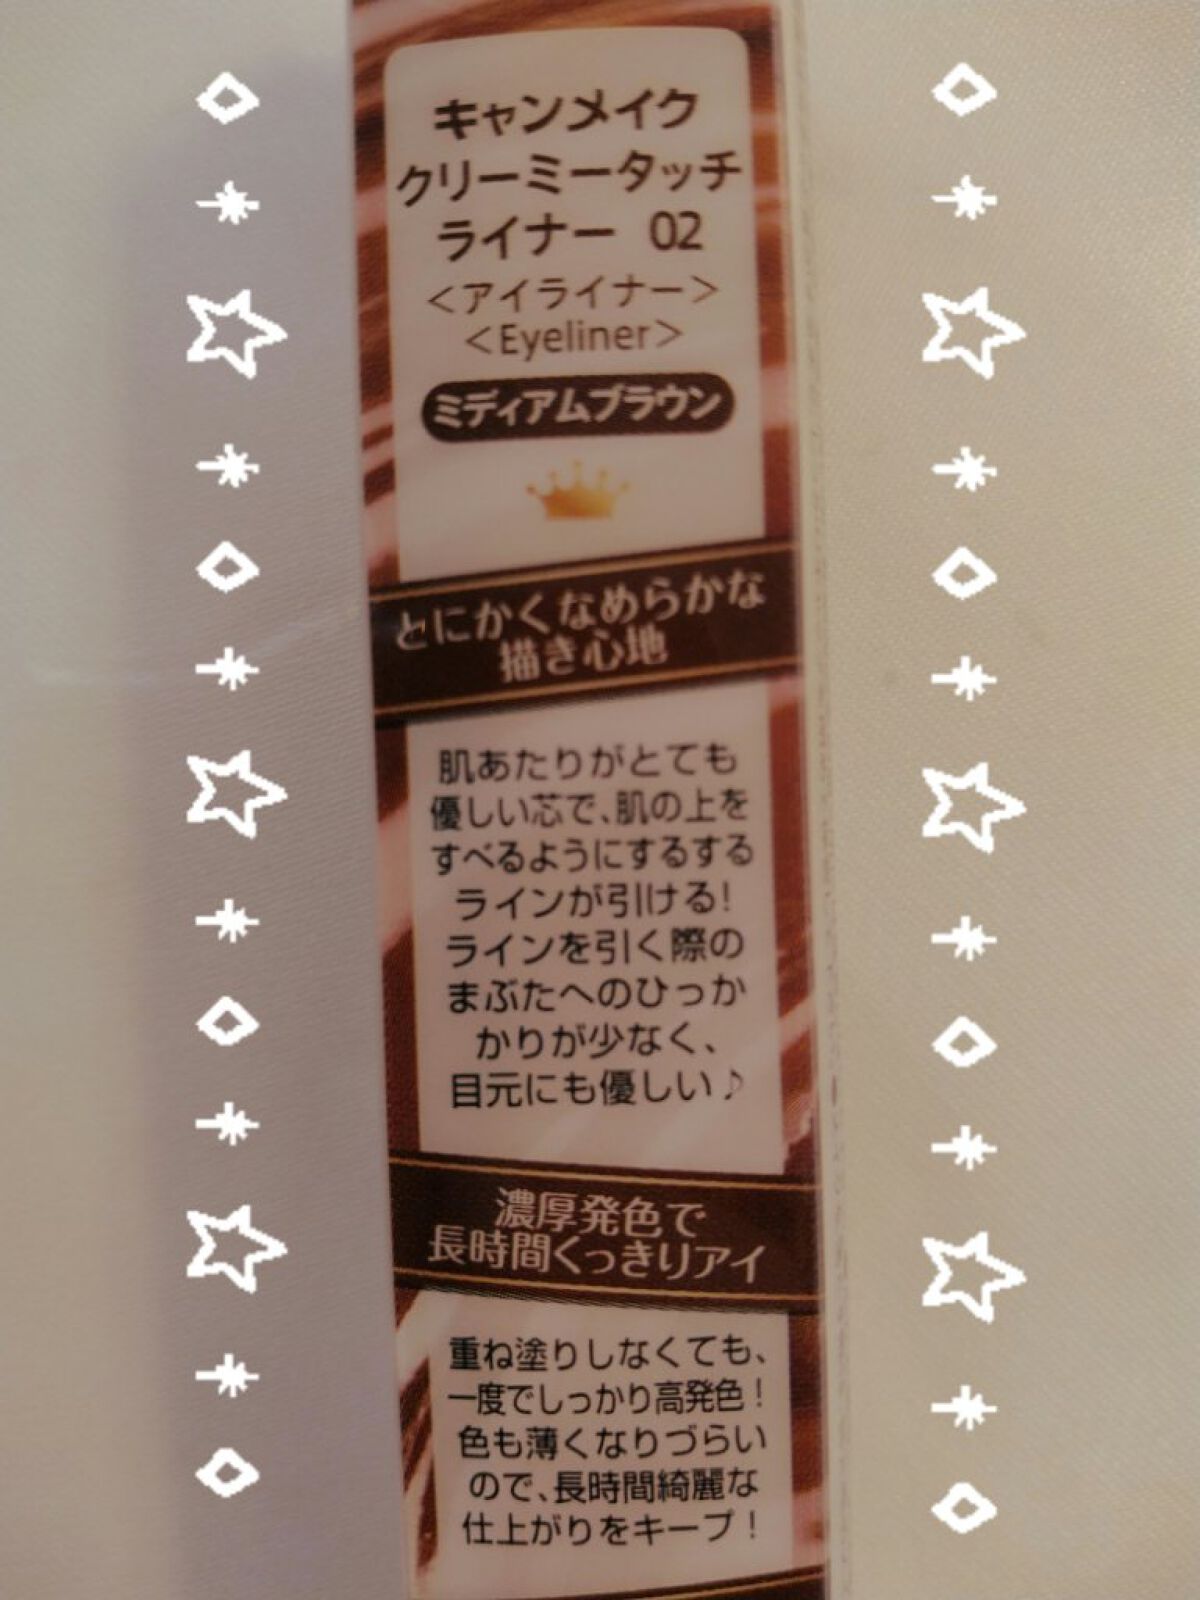 キャンメイク
クリーミータッチ
ライナー 02
<アイライナー>
<Eyeliner>
ミディアムブラウン
とにかくなめらかな
描き心地
肌あたりがとても
優しい芯で、肌の上を
すべるようにするする
ラインが引ける!
ラインを引く際の
まぶたへのひっか
かりが少なく、
目元にも優しい♪
濃厚発色で
長時間くっきりアイ
重ね塗りしなくても、
一度でしっかり高発色!
色も薄くなりづらい
ので、長時間綺麗な
仕上がりをキープ!